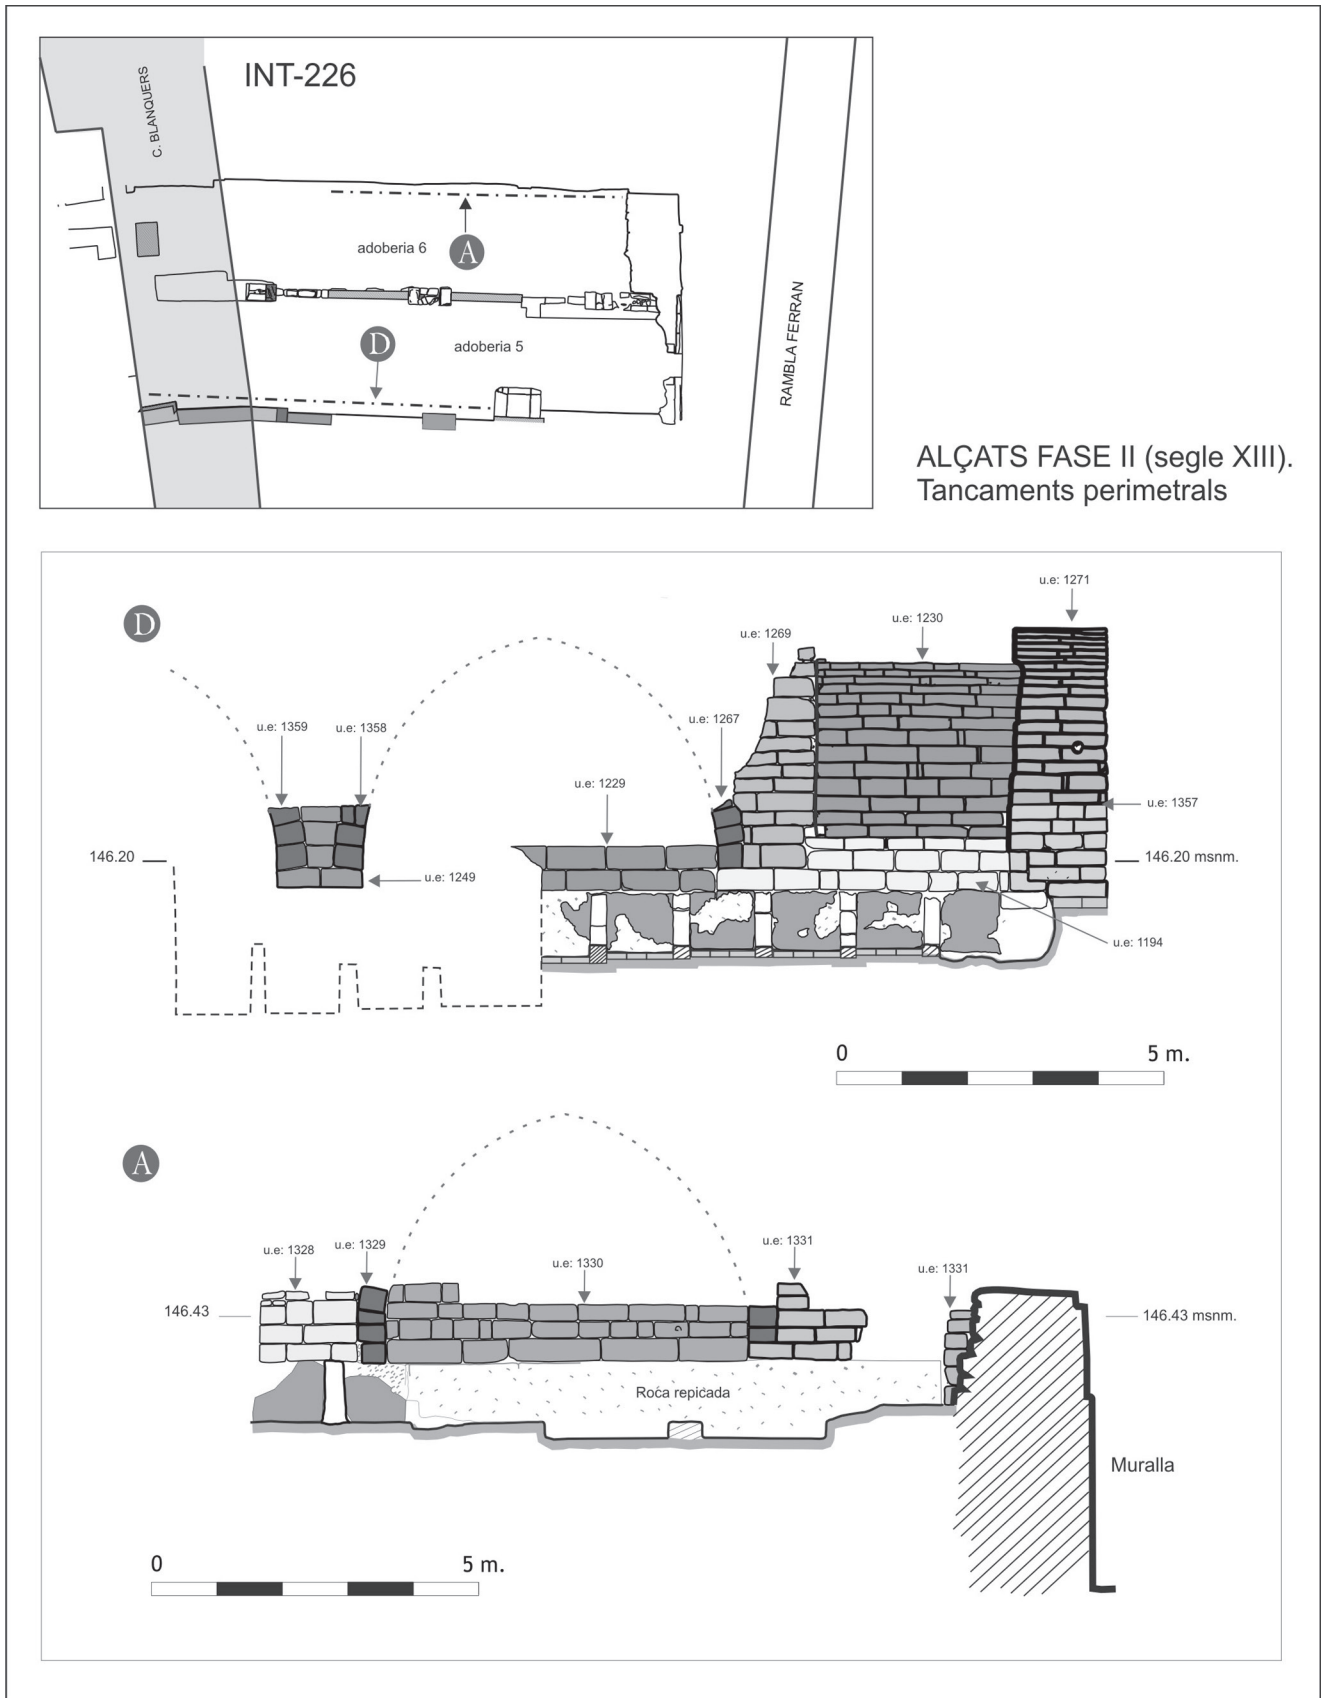 INT-226
C. BLANQUERS
adoberia 6
A
adoberia 5
D
RAMBLA FERRAN
ALÇATS FASE II (segle XIII).
Tancaments perimetrals
D
u.e: 1271
u.e: 1230
u.e: 1269
u.e: 1267
u.e: 1359
u.e: 1358
u.e: 1229
u.e: 1357
146.20
146.20 msnm.
u.e: 1249
u.e: 1194
0 5 m.
A
u.e: 1328
u.e: 1329
u.e: 1330
u.e: 1331
u.e: 1331
146.43
146.43 msnm.
Roca repicada
Muralla
0 5 m.